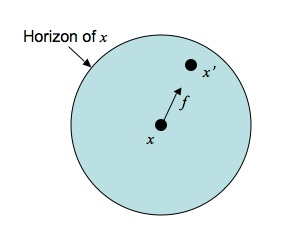 Horizon of x
x’
f
x